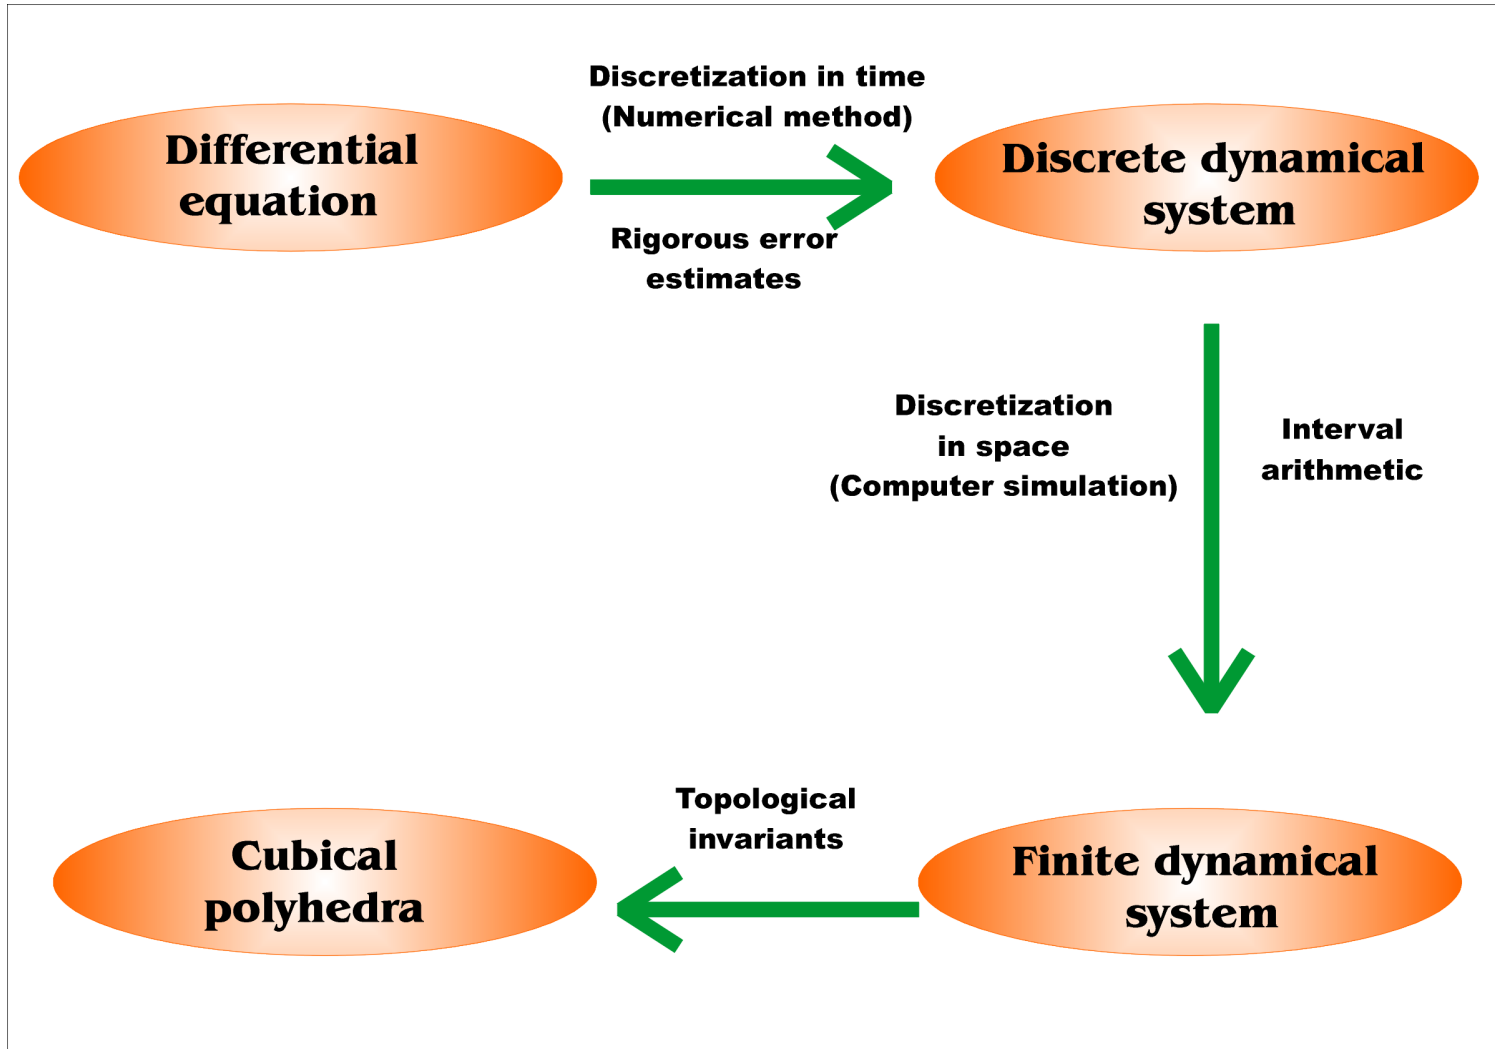 Differential
equation
Discretization in time
(Numerical method)
Rigorous error
estimates
Discrete dynamical
system
Discretization
in space
(Computer simulation)
Interval
arithmetic
Finite dynamical
system
Topological
invariants
Cubical
polyhedra